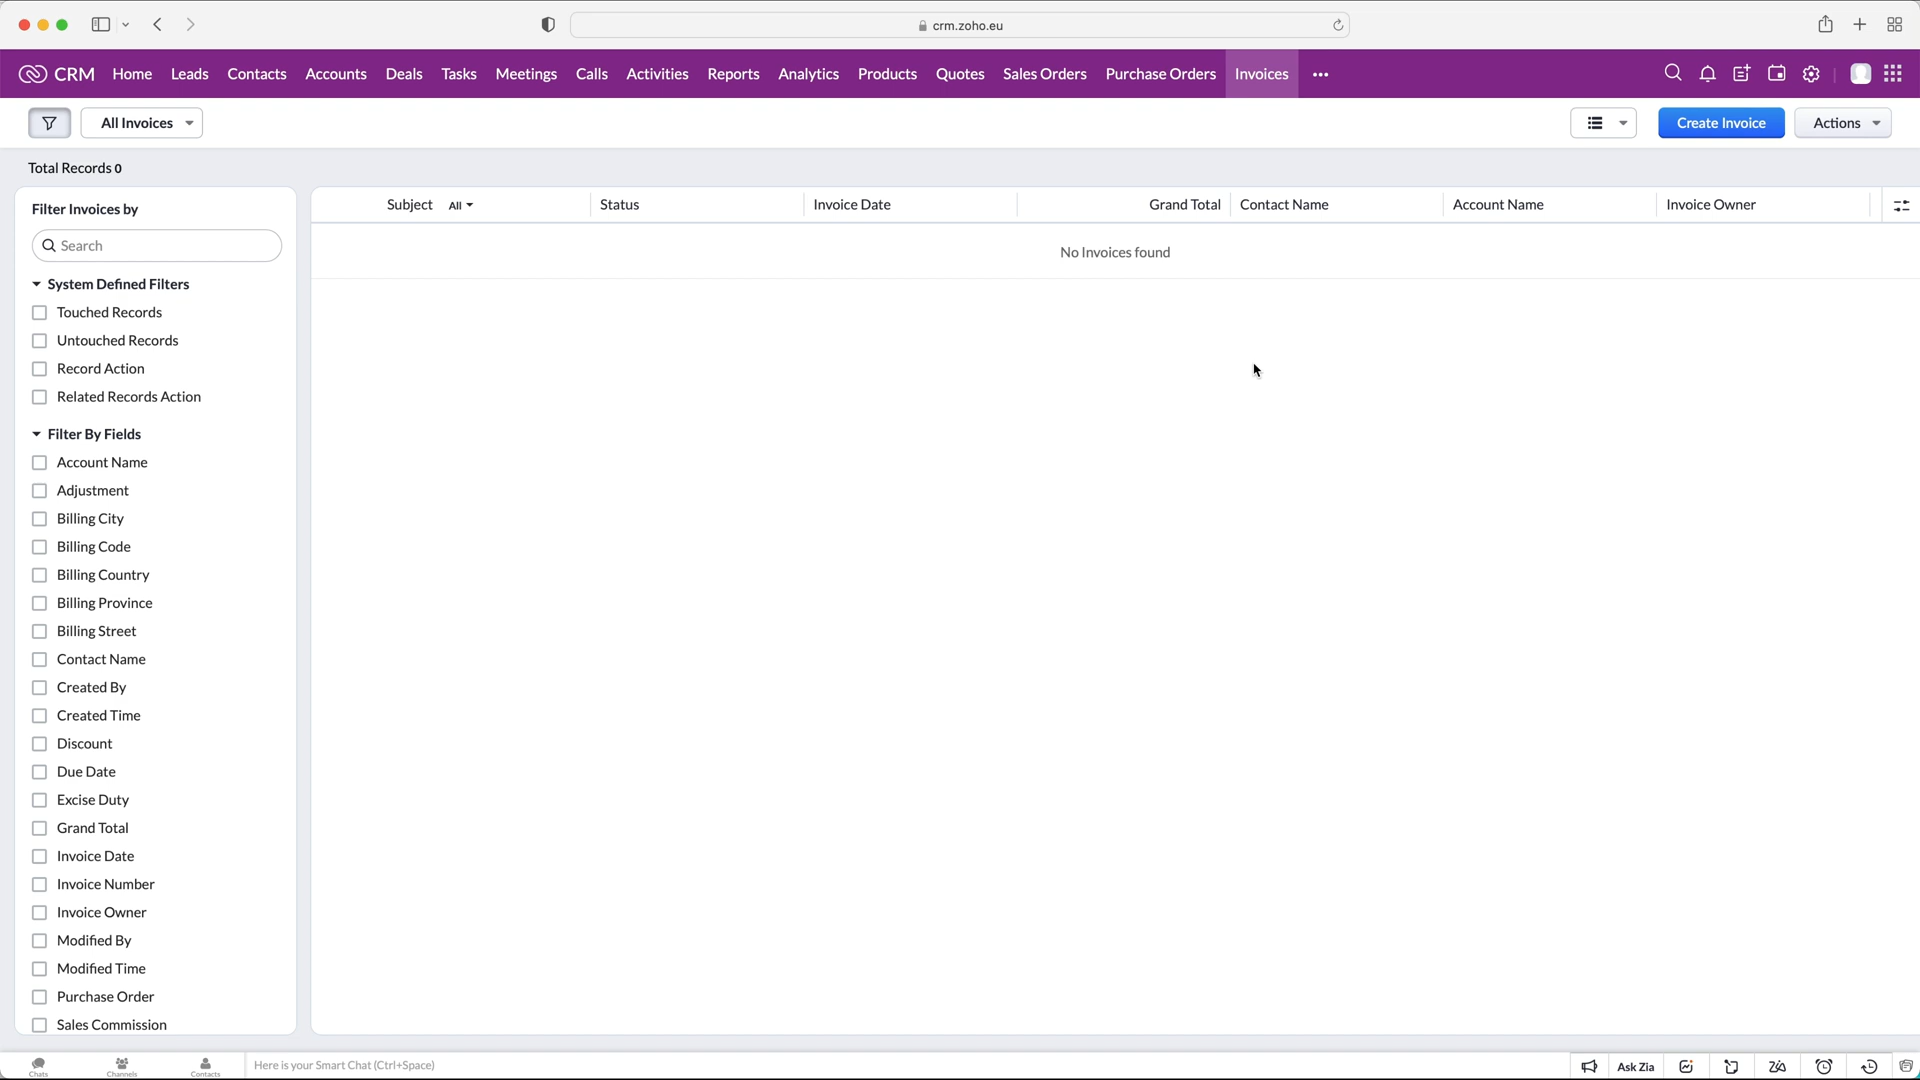 crm.zoho.eu
CRM Home Leads Contacts Accounts Deals Tasks Meetings Calls Activities Reports Analytics Products Quotes Sales Orders Purchase Orders Invoices •••
All Invoices
Create Invoice
Actions
Total Records 0
Filter Invoices by
Search
System Defined Filters
Touched Records
Untouched Records
Record Action
Related Records Action
Filter By Fields
Account Name
Adjustment
Billing City
Billing Code
Billing Country
Billing Province
Billing Street
Contact Name
Created By
Created Time
Discount
Due Date
Excise Duty
Grand Total
Invoice Date
Invoice Number
Invoice Owner
Modified By
Modified Time
Purchase Order
Sales Commission
Subject All Status Invoice Date Grand Total Contact Name Account Name Invoice Owner
No Invoices found
Chats Channels Contacts
Here is your Smart Chat (Ctrl+Space)
Ask Zia